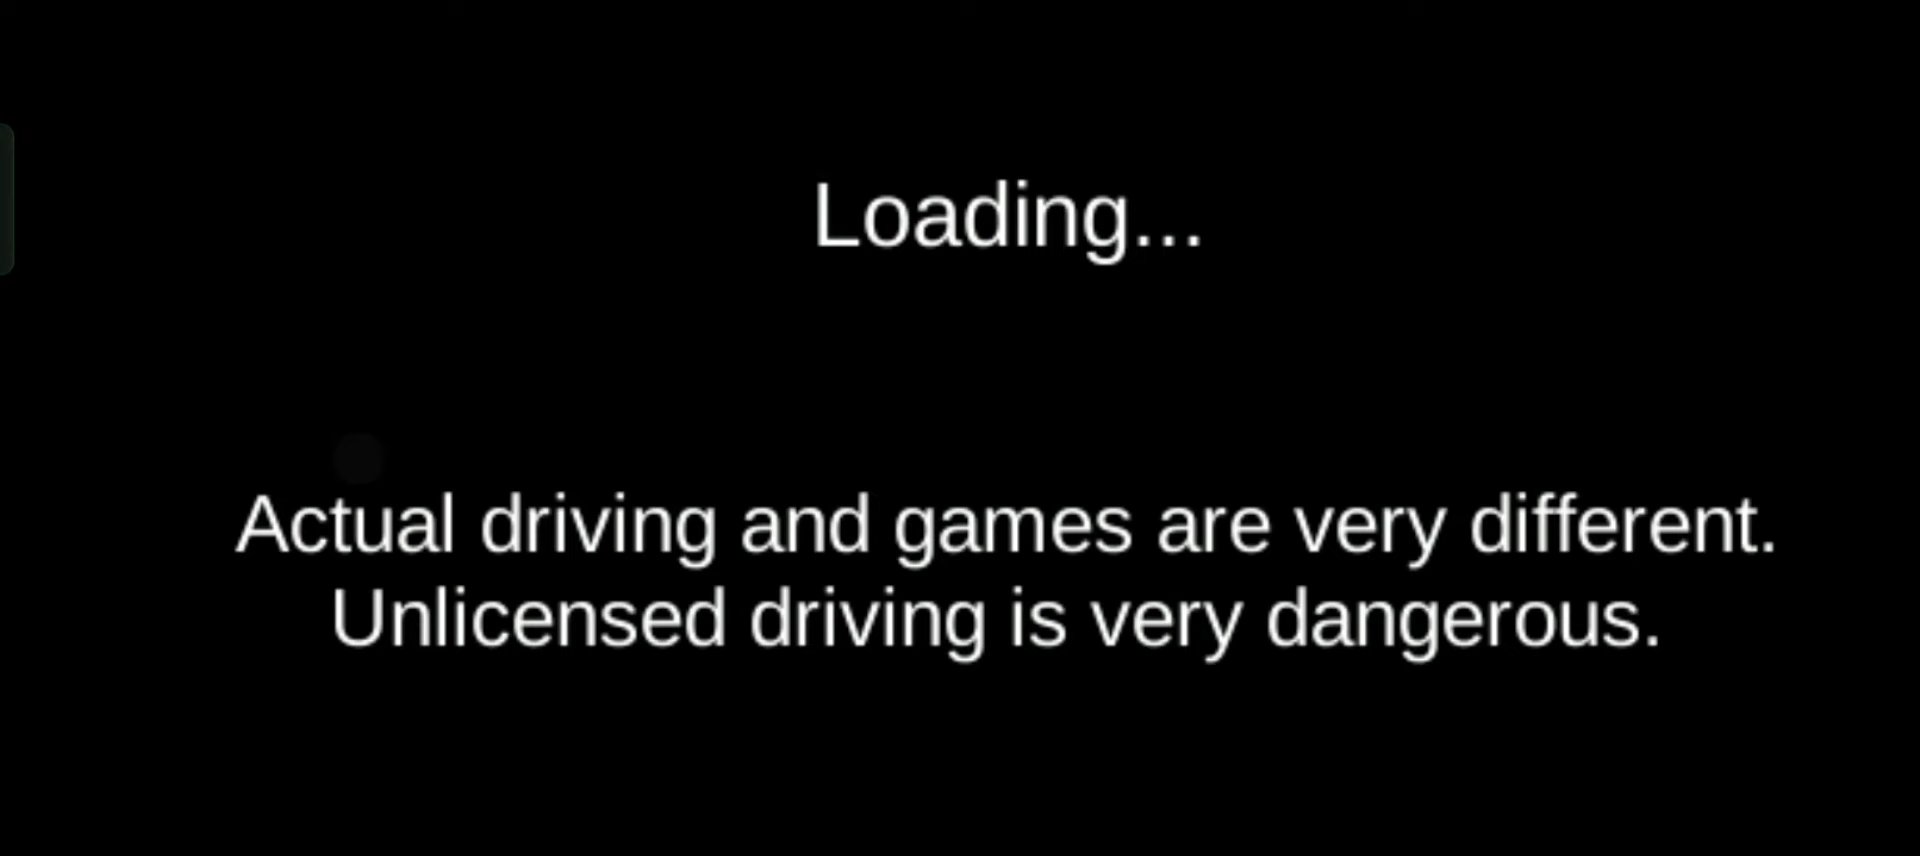 Loading...
Actual driving and games are very different.
Unlicensed driving is very dangerous.